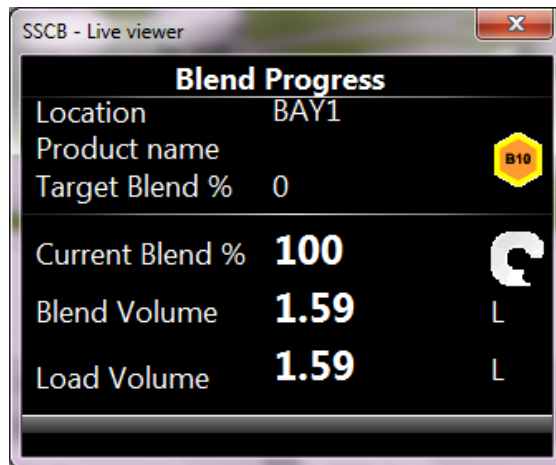 SSCB - Live viewer
Blend Progress
Location BAY1
Product name
B10
Target Blend % 0
Current Blend % 100
Blend Volume 1.59 L
Load Volume 1.59 L